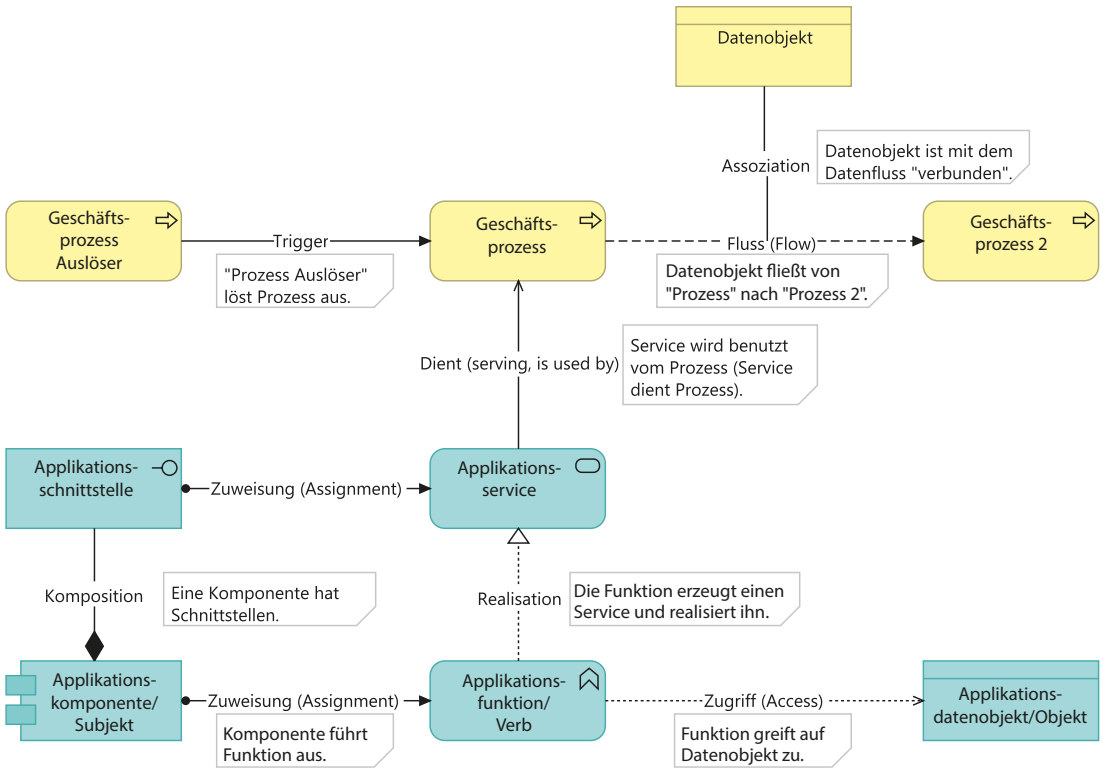 Datenobjekt
Assoziation
Datenobjekt ist mit dem
Datenfluss "verbunden".
Geschäfts-
prozess
Auslöser
Trigger
"Prozess Auslöser"
löst Prozess aus.
Geschäfts-
prozess
Fluss (Flow)
Datenobjekt fließt von
"Prozess" nach "Prozess 2".
Geschäfts-
prozess 2
Dient (serving, is used by)
Service wird benutzt
vom Prozess (Service
dient Prozess).
Applikations-
schnittstelle
Zuweisung (Assignment)
Applikations-
service
Komposition
Eine Komponente hat
Schnittstellen.
Realisation
Die Funktion erzeugt einen
Service und realisiert ihn.
Applikations-
komponente/
Subjekt
Zuweisung (Assignment)
Komponente führt
Funktion aus.
Applikations-
funktion/
Verb
Zugriff (Access)
Funktion greift auf
Datenobjekt zu.
Applikations-
datenobjekt/Objekt